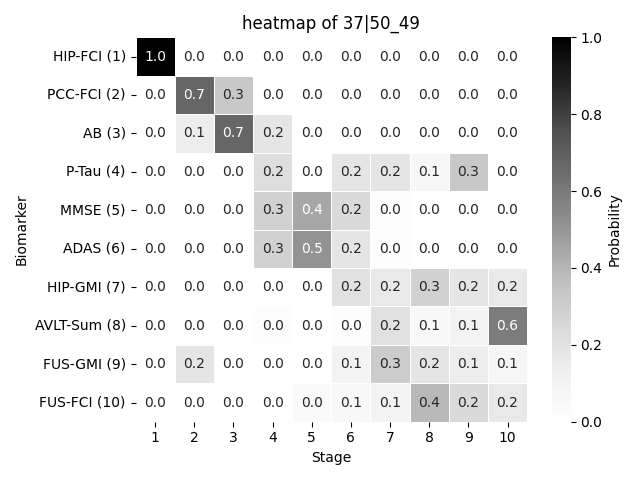 heatmap of 37|50_49
HIP-FCI (1) 1.0 0.0 0.0 0.0 0.0 0.0 0.0 0.0 0.0 0.0
PCC-FCI (2) 0.0 0.7 0.3 0.0 0.0 0.0 0.0 0.0 0.0 0.0
AB (3) 0.0 0.1 0.7 0.2 0.0 0.0 0.0 0.0 0.0 0.0
P-Tau (4) 0.0 0.0 0.0 0.2 0.0 0.2 0.2 0.1 0.3 0.0
MMSE (5) 0.0 0.0 0.0 0.3 0.4 0.2 0.0 0.0 0.0 0.0
ADAS (6) 0.0 0.0 0.0 0.3 0.5 0.2 0.0 0.0 0.0 0.0
HIP-GMI (7) 0.0 0.0 0.0 0.0 0.0 0.2 0.2 0.3 0.2 0.2
AVLT-Sum (8) 0.0 0.0 0.0 0.0 0.0 0.0 0.2 0.1 0.1 0.6
FUS-GMI (9) 0.0 0.2 0.0 0.0 0.0 0.1 0.3 0.2 0.1 0.1
FUS-FCI (10) 0.0 0.0 0.0 0.0 0.0 0.1 0.1 0.4 0.2 0.2
1 2 3 4 5 6 7 8 9 10
Stage
Biomarker
1.0
0.8
0.6
0.4
0.2
0.0
Probability